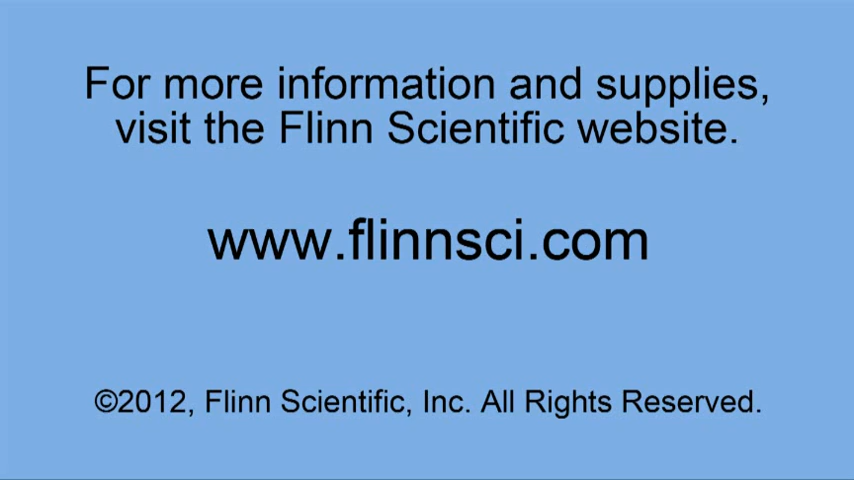 For more information and supplies,
visit the Flinn Scientific website.
www.flinnsci.com
©2012, Flinn Scientific, Inc. All Rights Reserved.